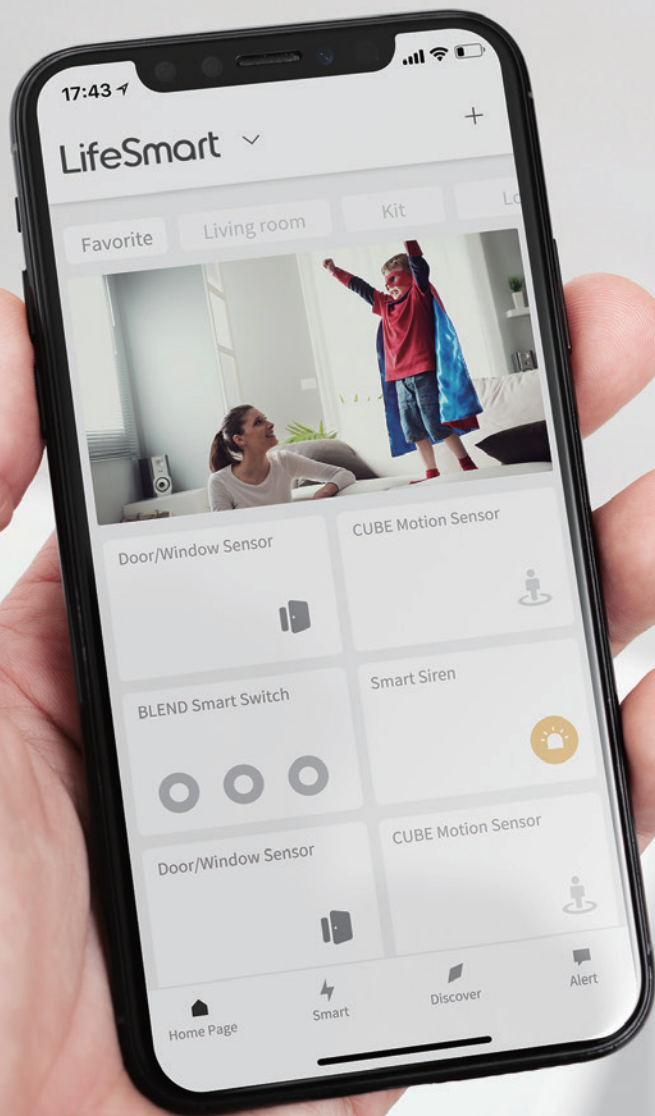 17:43
LifeSmart
+
Favorite
Living room
Kit
Lo
Door/Window Sensor
CUBE Motion Sensor
BLEND Smart Switch
Smart Siren
Door/Window Sensor
CUBE Motion Sensor
Home Page
Smart
Discover
Alert